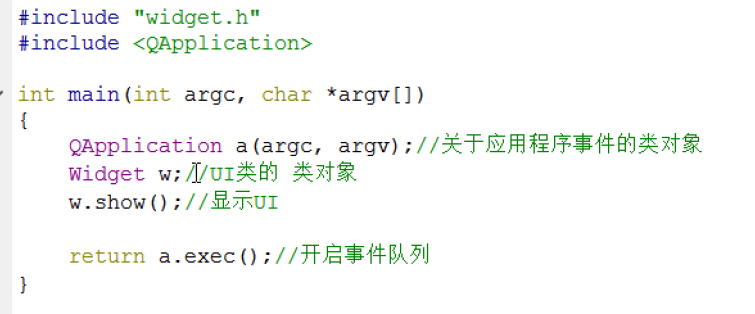 #include "widget.h"
#include <QApplication>
int main(int argc, char *argv[])
{
QApplication a(argc, argv);//关于应用程序事件的类对象
Widget w;//UI类的 类对象
w.show();//显示UI
return a.exec();//开启事件队列
}